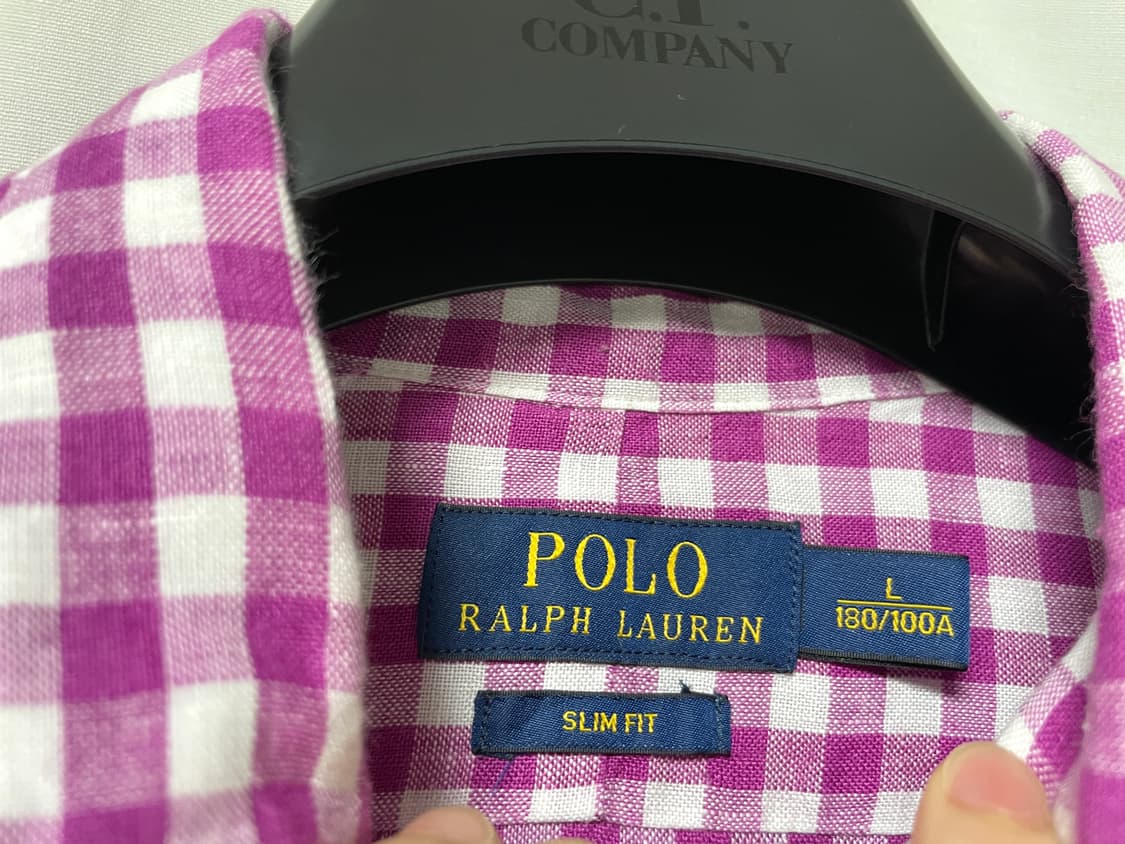 C.P.
COMPANY
POLO
RALPH LAUREN
L
180/100A
SLIM FIT